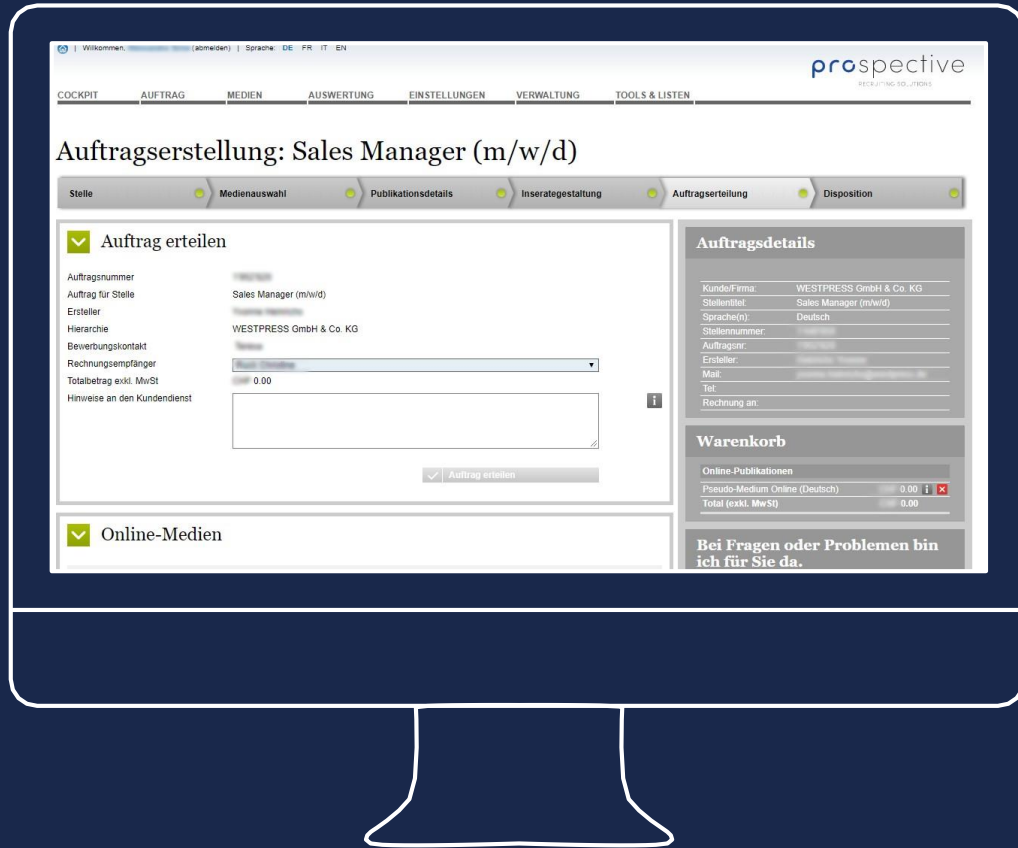 | Willkommen, (abmelden) | Sprache: DE FR IT EN
prospective
RECRUITING SOLUTIONS
COCKPIT AUFTRAG MEDIEN AUSWERTUNG EINSTELLUNGEN VERWALTUNG TOOLS & LISTEN
Auftragserstellung: Sales Manager (m/w/d)
Stelle Medienauswahl Publikationsdetails Inserategestaltung Auftragserteilung Disposition
Auftrag erteilen
Auftragsnummer
Auftrag für Stelle Sales Manager (m/w/d)
Ersteller
Hierarchie WESTPRESS GmbH & Co. KG
Bewerbungskontakt
Rechnungsempfänger
Totalbetrag exkl. MwSt 0.00
Hinweise an den Kundendienst
Auftrag erteilen
Online-Medien
Auftragsdetails
Kunde/Firma: WESTPRESS GmbH & Co. KG
Stellentitel: Sales Manager (m/w/d)
Sprache(n): Deutsch
Stellennummer:
Auftragsnr:
Ersteller:
Mail:
Tel:
Rechnung an:
Warenkorb
Online-Publikationen
Pseudo-Medium Online (Deutsch) 0.00
Total (exkl. MwSt) 0.00
Bei Fragen oder Problemen bin
ich für Sie da.